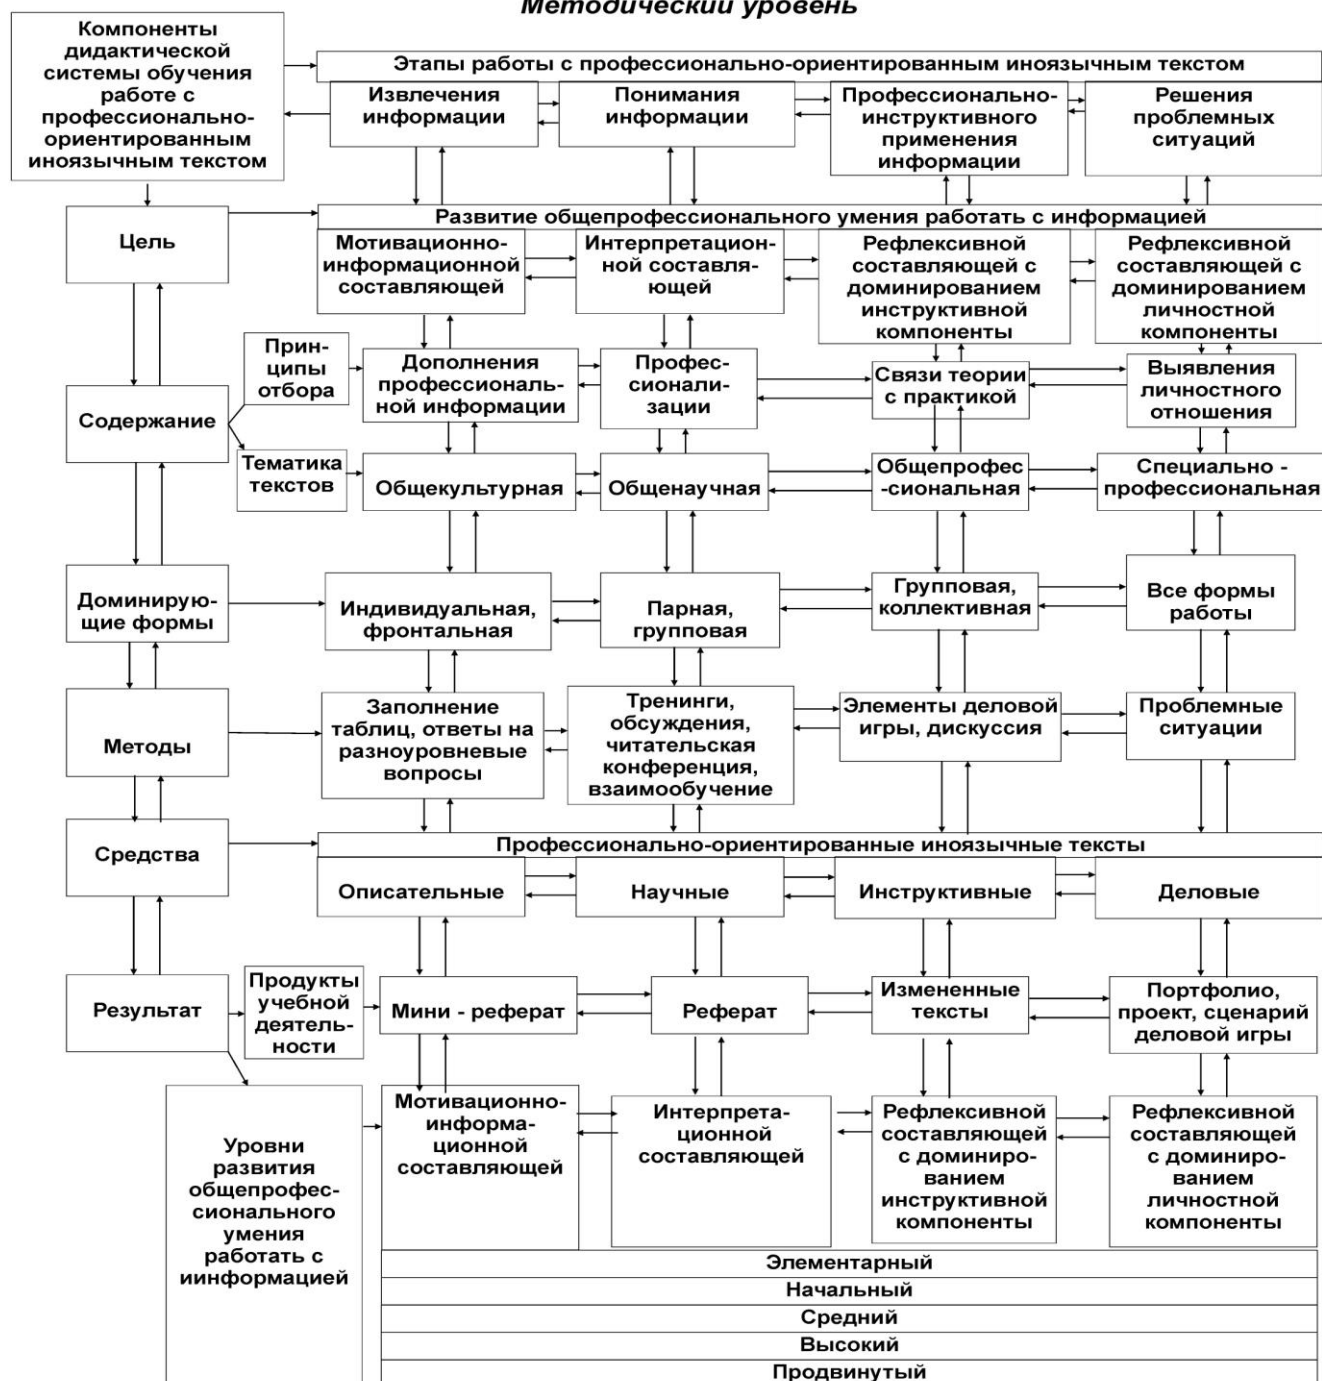 Методический уровень
Компоненты
дидактической
системы обучения
работе с
профессионально-
ориентированным
иноязычным текстом
Этапы работы с профессионально-ориентированным иноязычным текстом
Извлечения
информации
Понимания
информации
Профессионально-
инструктивного
применения
информации
Решения
проблемных
ситуаций
Цель
Развитие общепрофессионального умения работать с информацией
Мотивационно-
информационной
составляющей
Интерпретацион-
ной составля-
ющей
Рефлексивной
составляющей с
доминированием
инструктивной
компоненты
Рефлексивной
составляющей с
доминированием
личностной
компоненты
Содержание
Прин-
ципы
отбора
Дополнения
профессиональ-
ной информации
Профес-
сионали-
зации
Связи теории
с практикой
Выявления
личностного
отношения
Тематика
текстов
Общекультурная
Общенаучная
Общепрофес
-сиональная
Специально -
профессиональная
Доминирую-
щие формы
Индивидуальная,
фронтальная
Парная,
групповая
Групповая,
коллективная
Все формы
работы
Методы
Заполнение
таблиц, ответы на
разноуровневые
вопросы
Тренинги,
обсуждения,
читательская
конференция,
взаимообучение
Элементы деловой
игры, дискуссия
Проблемные
ситуации
Средства
Профессионально-ориентированные иноязычные тексты
Описательные
Научные
Инструктивные
Деловые
Результат
Продукты
учебной
деятель-
ности
Мини - реферат
Реферат
Измененные
тексты
Портфолио,
проект, сценарий
деловой игры
Уровни
развития
общепрофес-
сионального
умения
работать с
иинформацией
Мотивационно-
информа-
ционной
составляющей
Интерпрета-
ционной
составляющей
Рефлексивной
составляющей
с доминиро-
ванием
инструктивной
компоненты
Рефлексивной
составляющей
с доминиро-
ванием
личностной
компоненты
Элементарный
Начальный
Средний
Высокий
Продвинутый